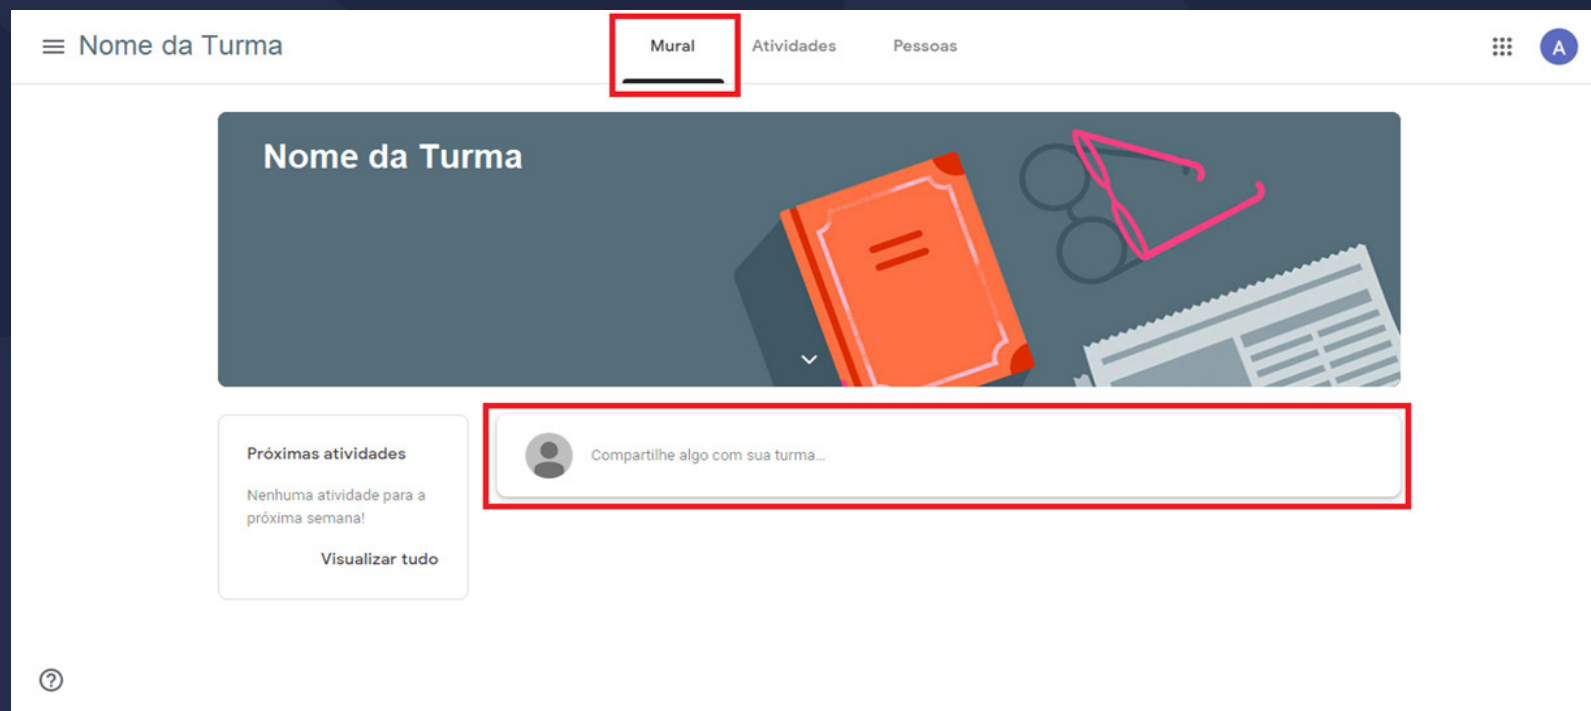 Nome da Turma
Mural
Atividades
Pessoas
A
Nome da Turma
Próximas atividades
Nenhuma atividade para a
próxima semana!
Visualizar tudo
Compartilhe algo com sua turma...
?